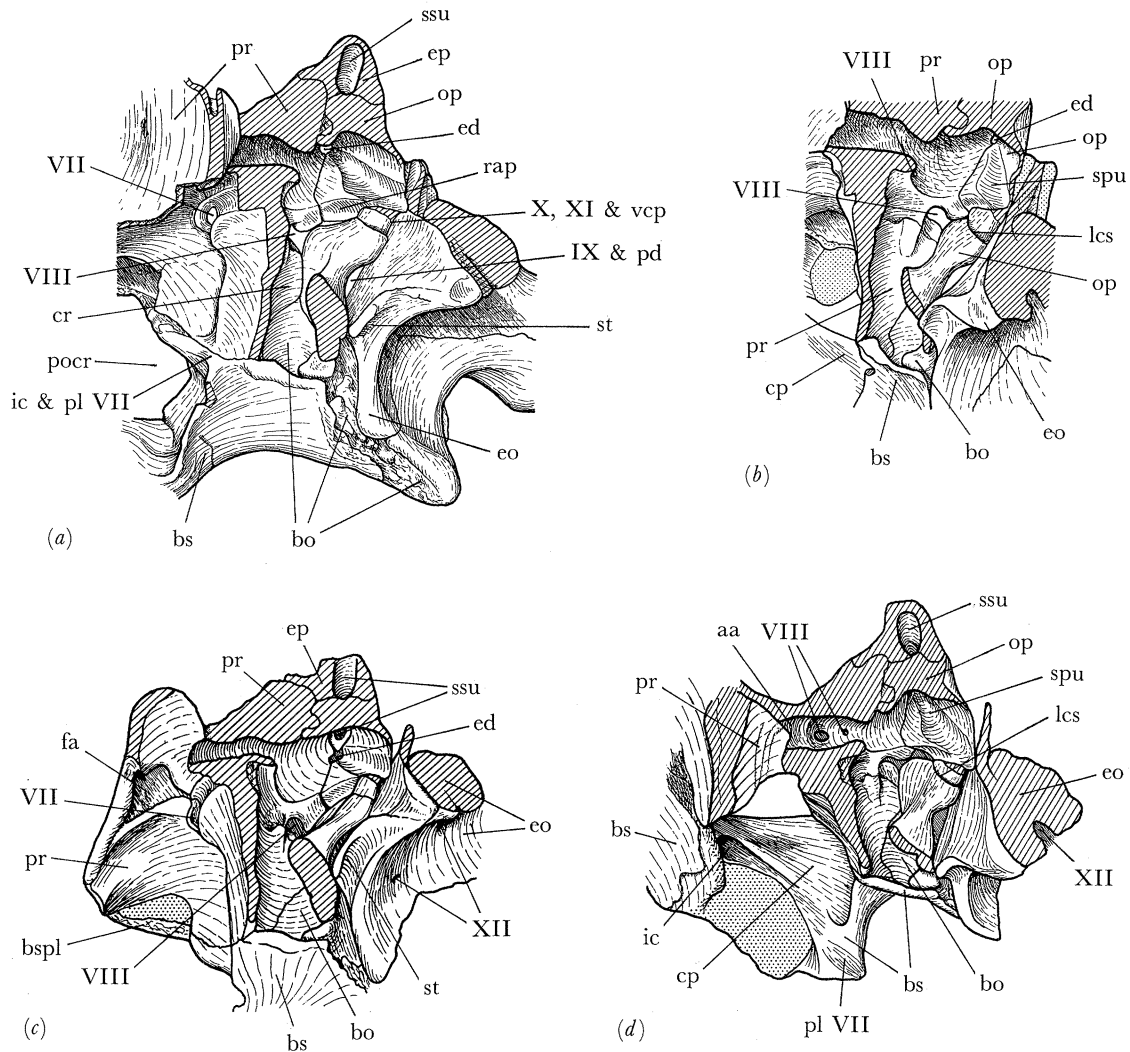 ssu
pr
ep
op
ed
VII
rap
X, XI & vcp
IX & pd
VIII
cr
st
pocr
ic & pl VII
eo
bs
bo
(a)
VIII
pr
op
ed
op
spu
VIII
lcs
op
pr
cp
eo
bs
bo
(b)
ep
pr
ssu
fa
ed
VII
eo
pr
bspl
XII
VIII
st
bs
bo
(c)
ssu
aa
VIII
op
pr
spu
lcs
eo
bs
XII
ic
cp
bs
bo
pl VII
(d)